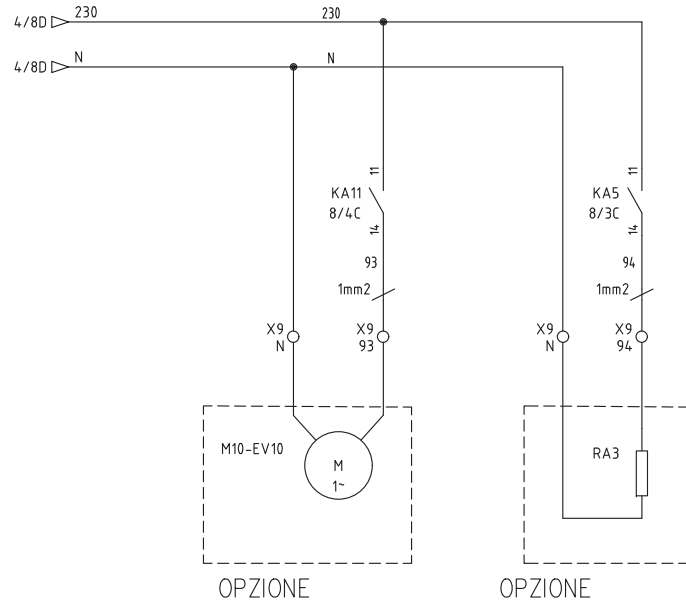 4/8D
230
230
4/8D
N
N
11
KA11
8/4C
14
93
1mm2
X9
N
X9
93
11
KA5
8/3C
14
94
1mm2
X9
N
X9
94
M10-EV10
M
1~
RA3
OPZIONE
OPZIONE